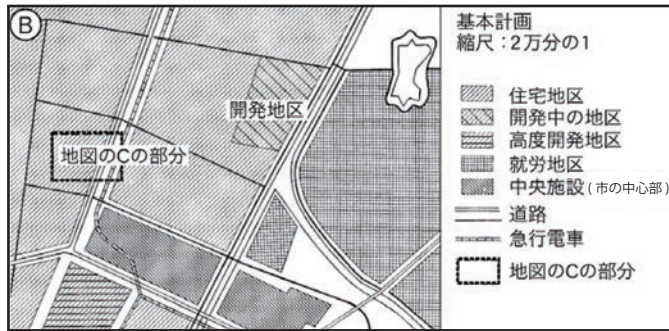 B
開発地区
地図のCの部分
基本計画
縮尺:2万分の1
住宅地区
開発中の地区
高度開発地区
就労地区
中央施設(市の中心部)
道路
急行電車
地図のCの部分